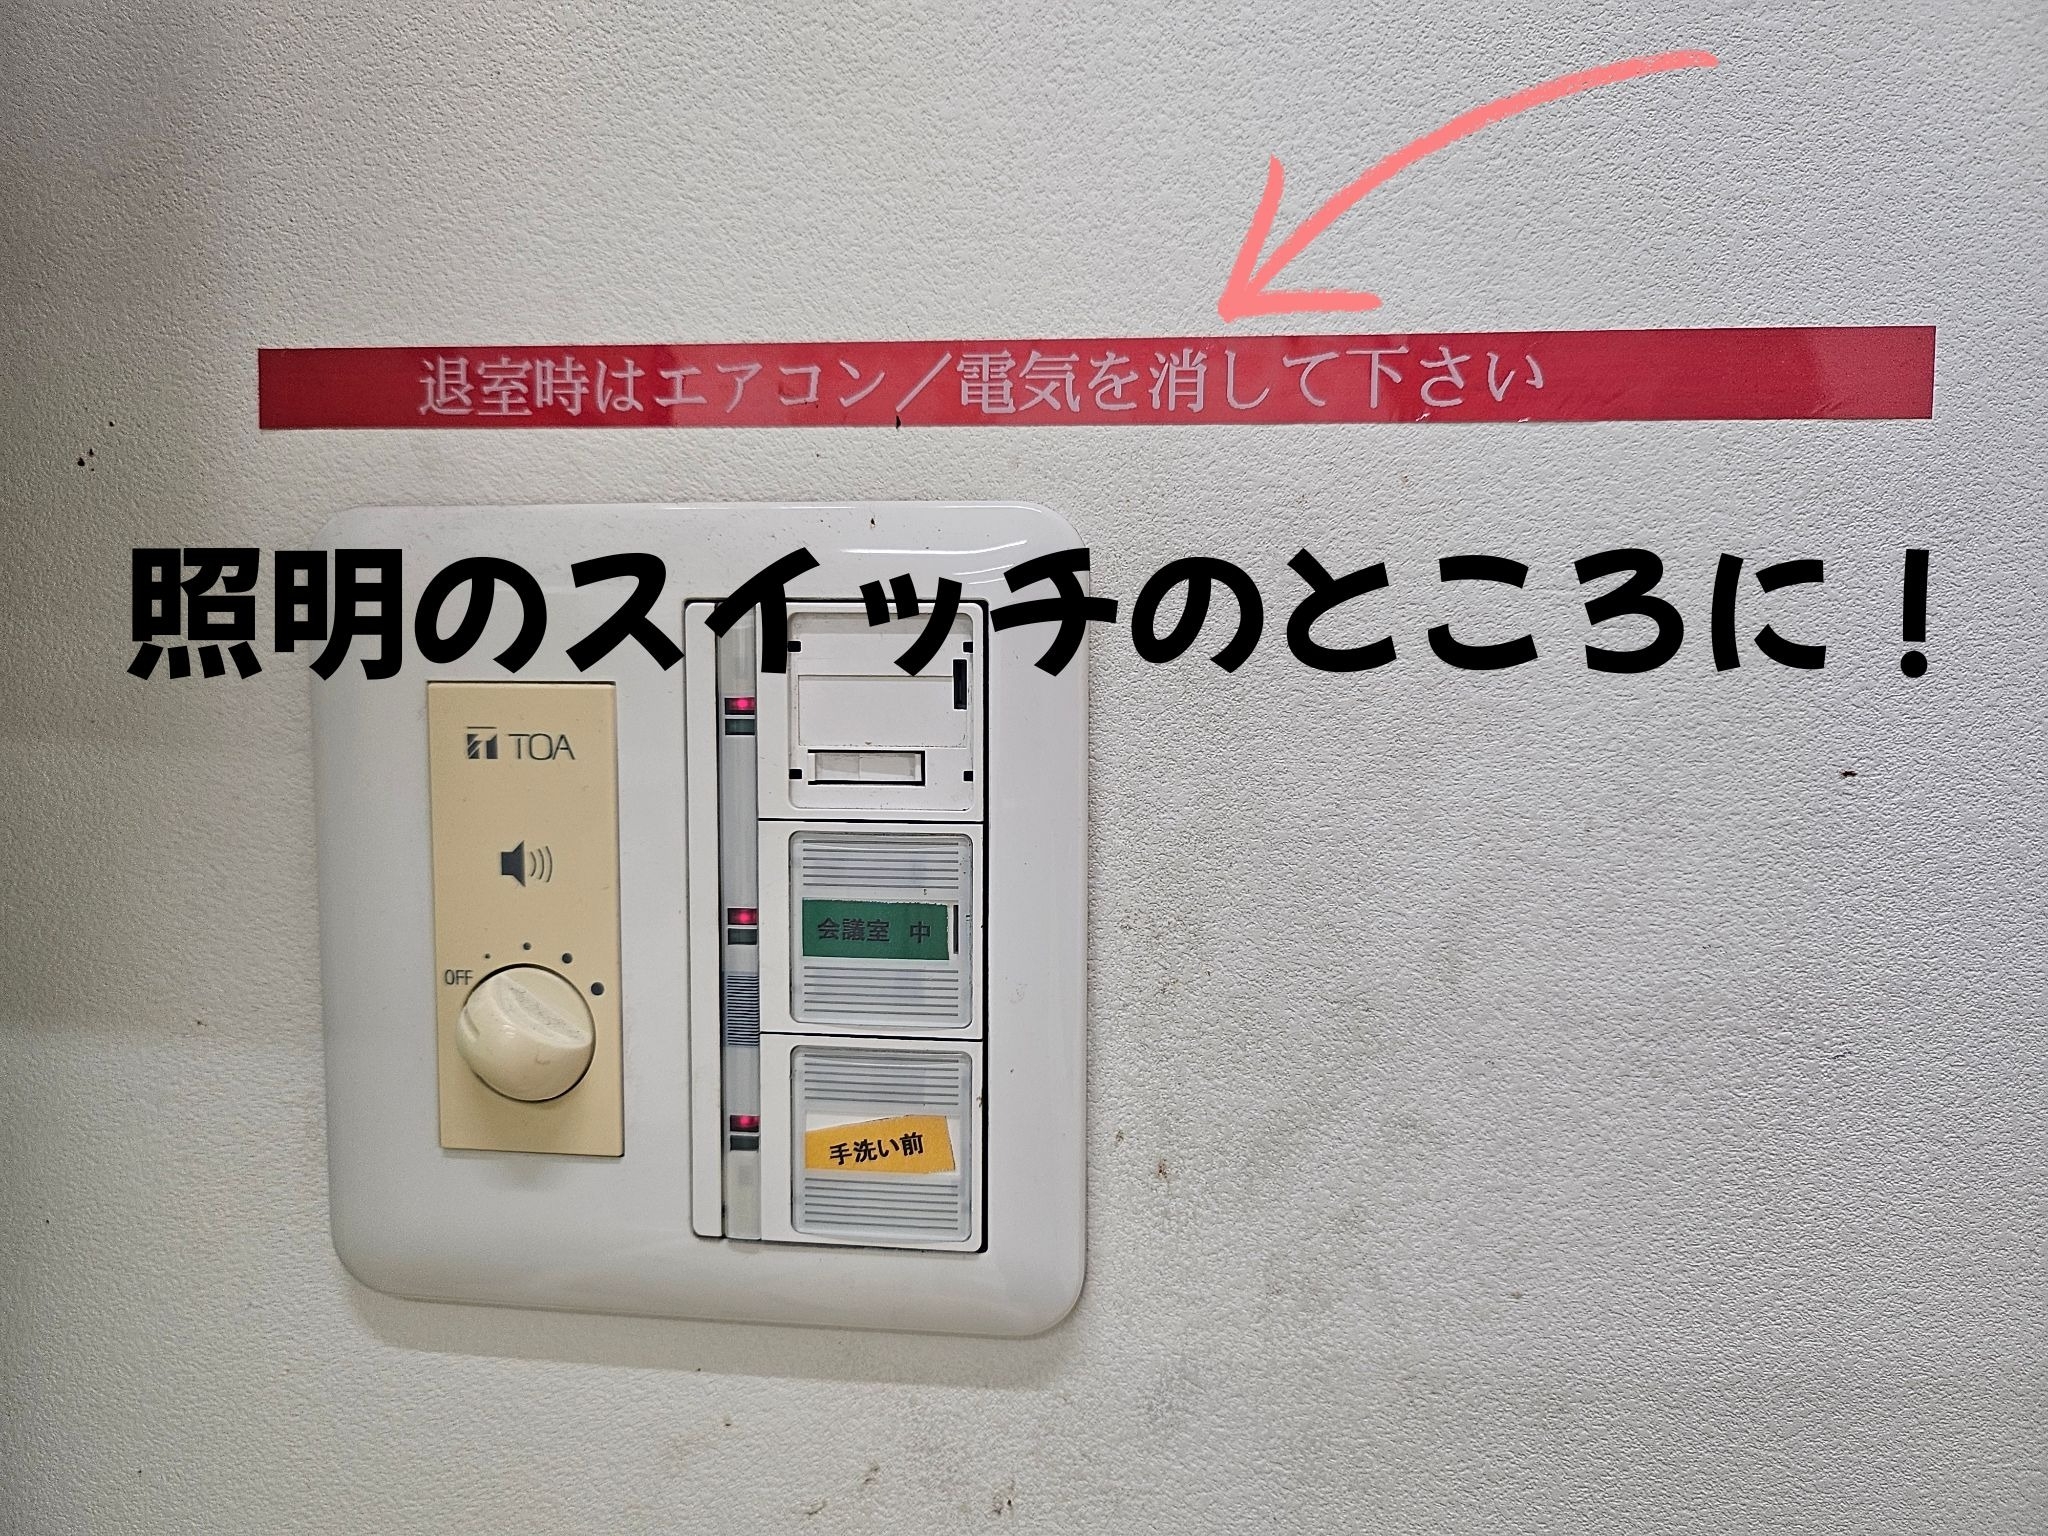 退室時はエアコン／電気を消して下さい
照明のスイッチのところに！
TOA
OFF
会議室 中
手洗い前